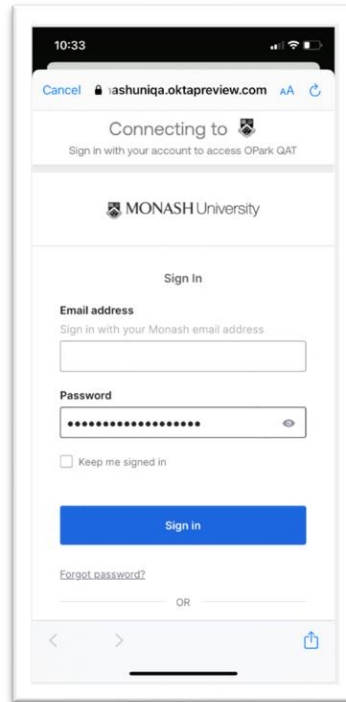 10:33
Cancel ashuniqa.oktapreview.com AA
Connecting to
Sign in with your account to access OPark QAT
MONASH University
Sign In
Email address
Sign in with your Monash email address
Password
•••••••••••••••••••
Keep me signed in
Sign in
Forgot password?
OR